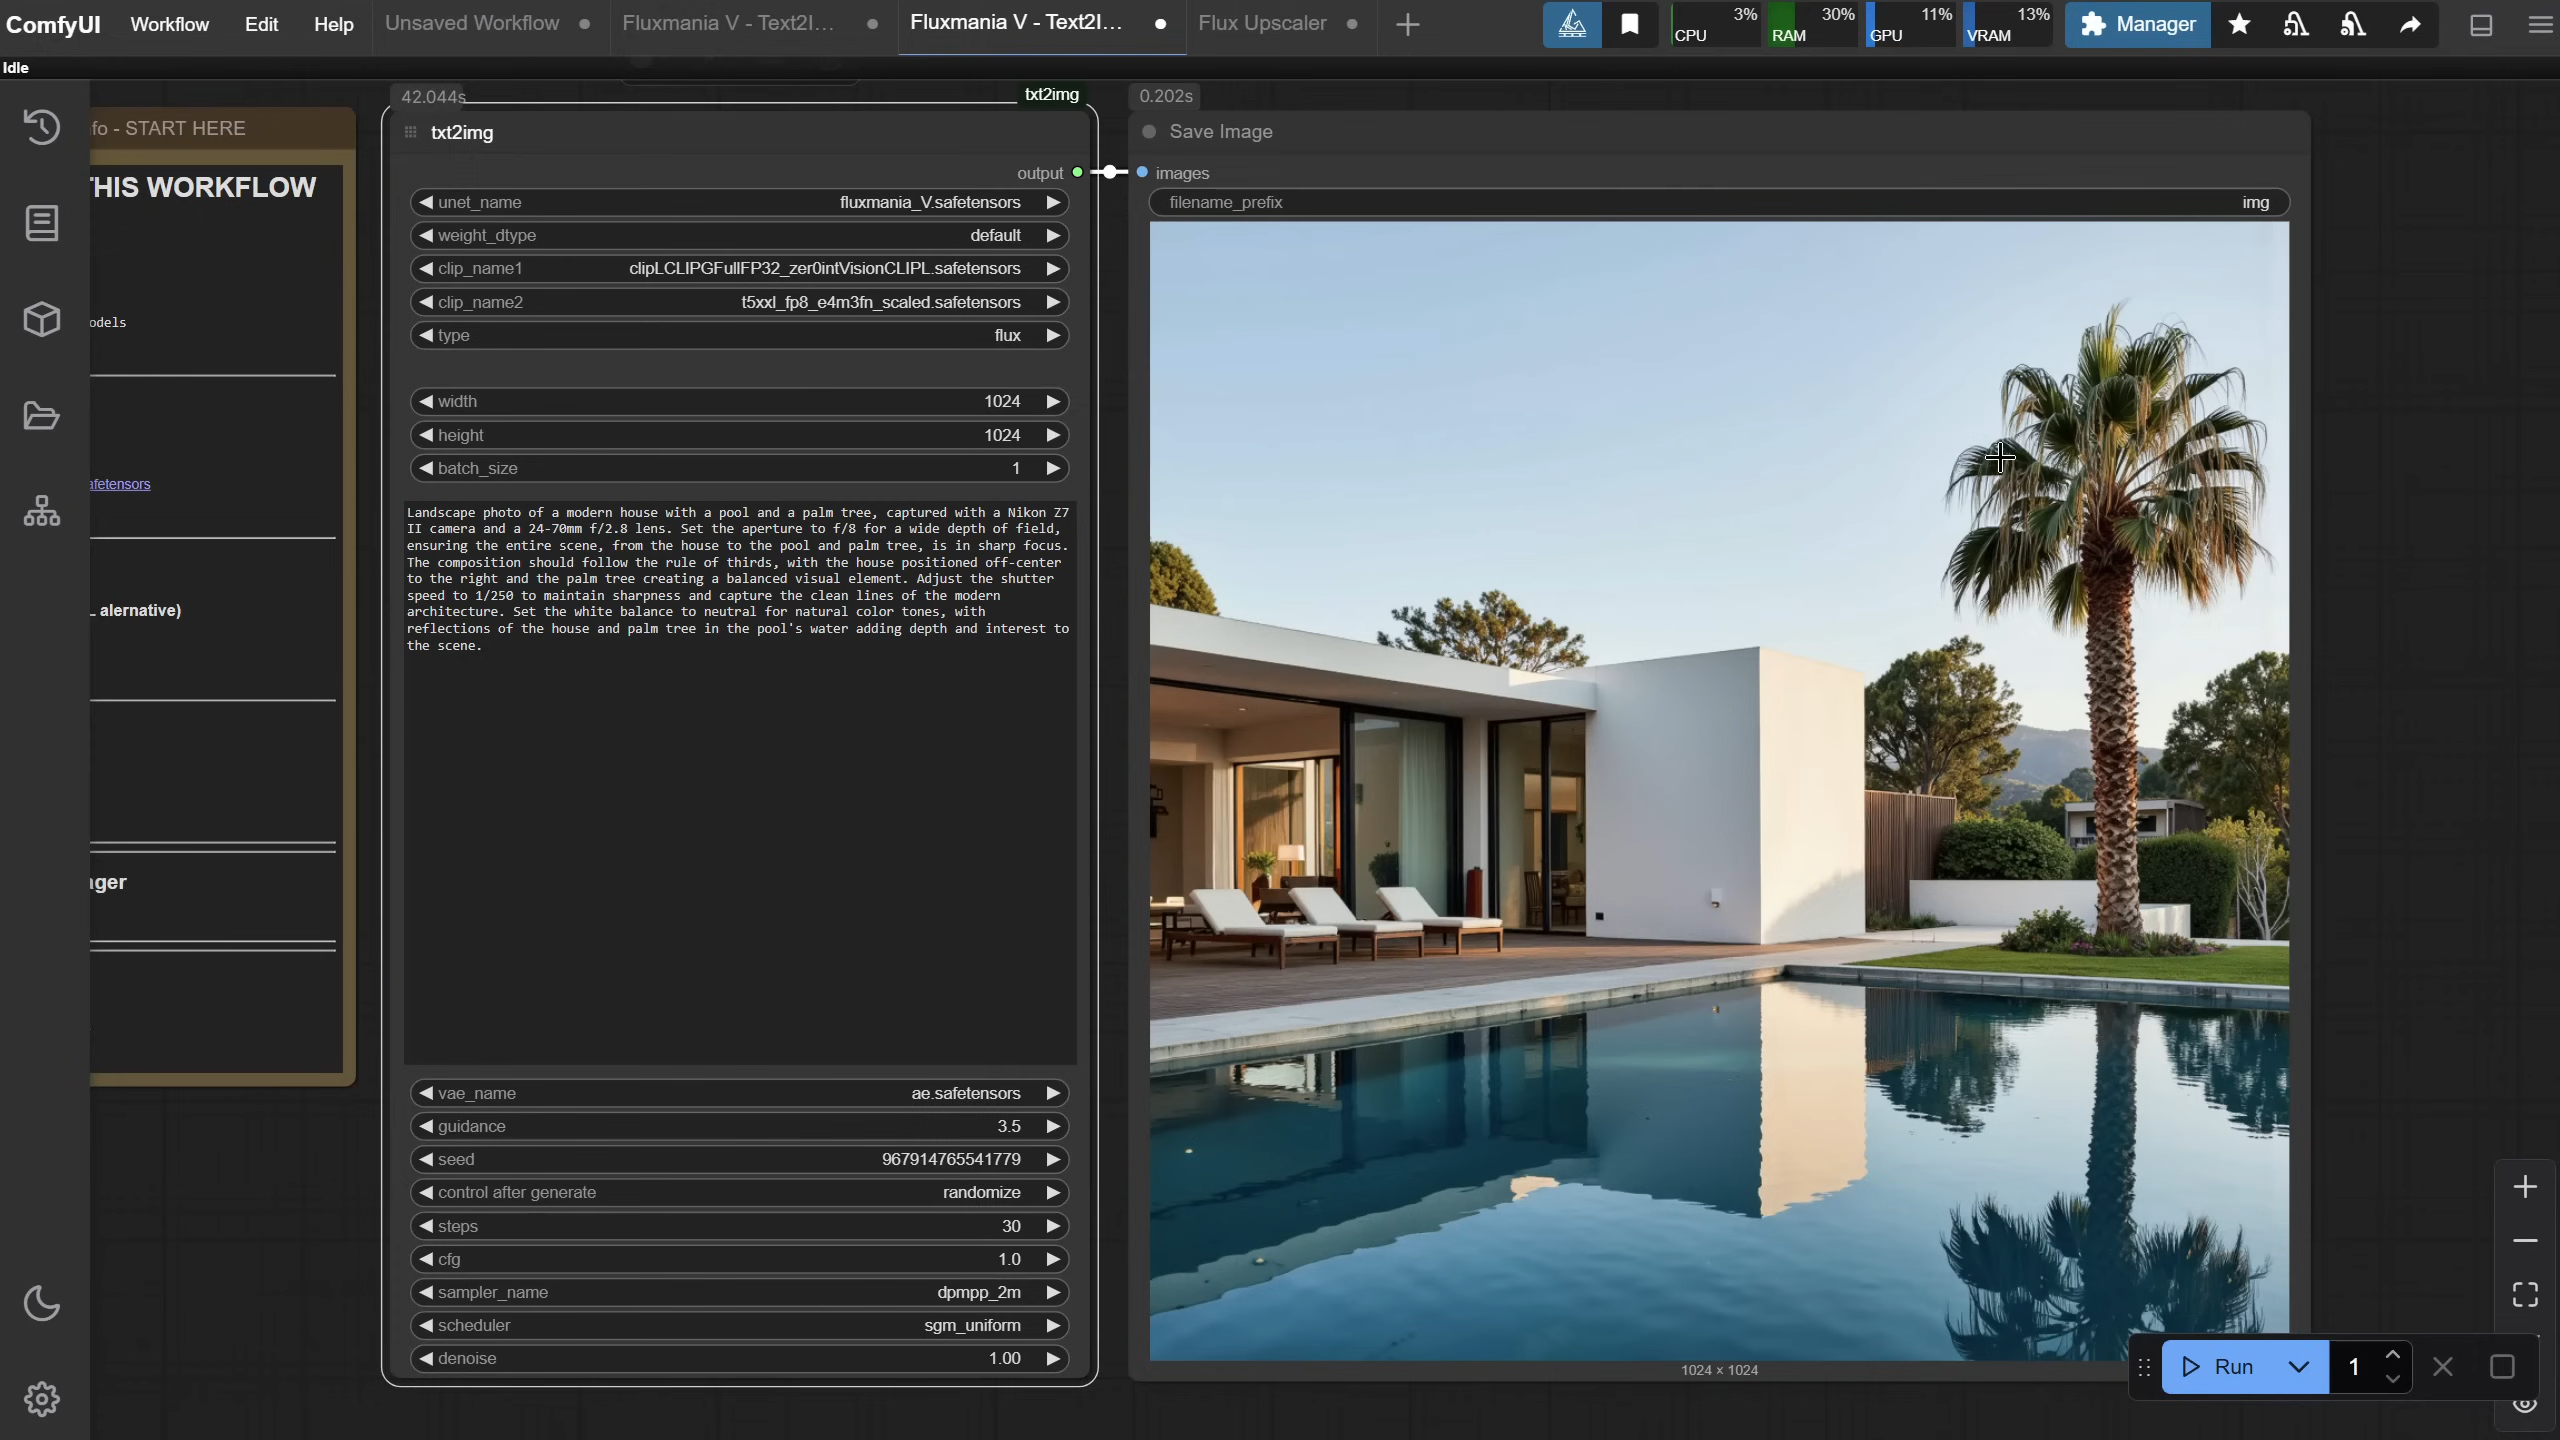 ComfyUI Workflow Edit Help Unsaved Workflow Fluxmania V - Text2I... Fluxmania V - Text2I... Flux Upscaler CPU 3% RAM 30% GPU 11% VRAM 13% Manager
Idle
fo - START HERE
THIS WORKFLOW
odels
afetensors
alernative)
ager
42.044s
txt2img
txt2img
output
unet_name fluxmania_V.safetensors
weight_dtype default
clip_name1 clipLCLIPGFullFP32_zer0intVisionCLIPL.safetensors
clip_name2 t5xxl_fp8_e4m3fn_scaled.safetensors
type flux
width 1024
height 1024
batch_size 1
Landscape photo of a modern house with a pool and a palm tree, captured with a Nikon Z7
II camera and a 24-70mm f/2.8 lens. Set the aperture to f/8 for a wide depth of field,
ensuring the entire scene, from the house to the pool and palm tree, is in sharp focus.
The composition should follow the rule of thirds, with the house positioned off-center
to the right and the palm tree creating a balanced visual element. Adjust the shutter
speed to 1/250 to maintain sharpness and capture the clean lines of the modern
architecture. Set the white balance to neutral for natural color tones, with
reflections of the house and palm tree in the pool's water adding depth and interest to
the scene.
vae_name ae.safetensors
guidance 3.5
seed 967914765541779
control after generate randomize
steps 30
cfg 1.0
sampler_name dpmpp_2m
scheduler sgm_uniform
denoise 1.00
0.202s
Save Image
images
filename_prefix img
1024 × 1024
Run 1